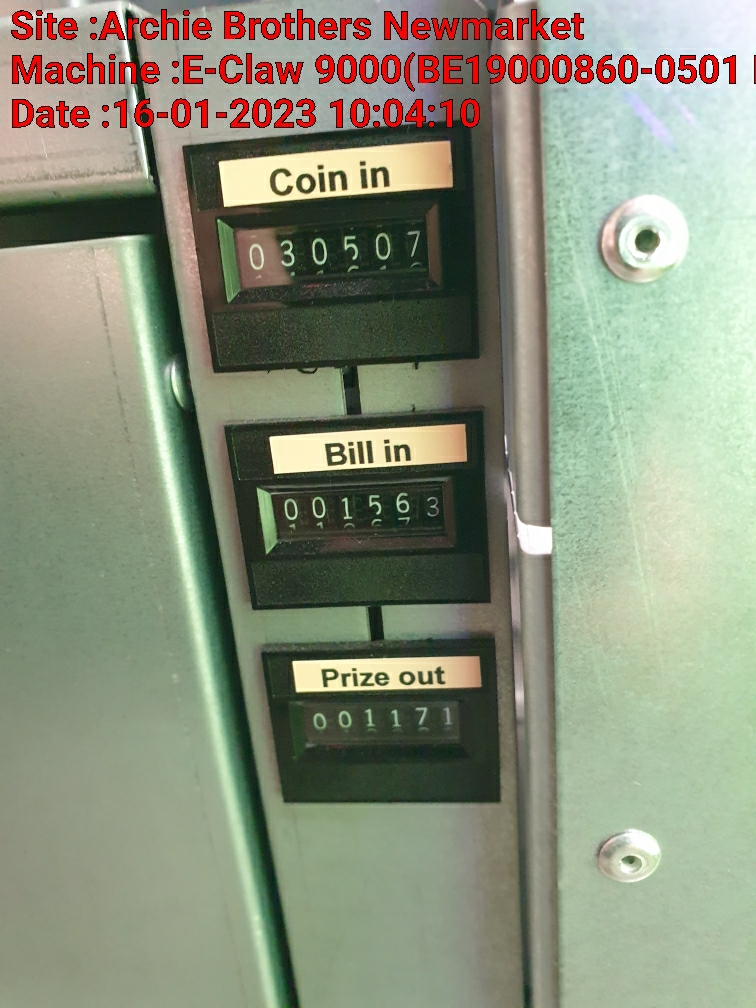 Site :Archie Brothers Newmarket
Machine :E-Claw 9000(BE19000860-0501
Date :16-01-2023 10:04:10
Coin in
030507
Bill in
001563
Prize out
001171